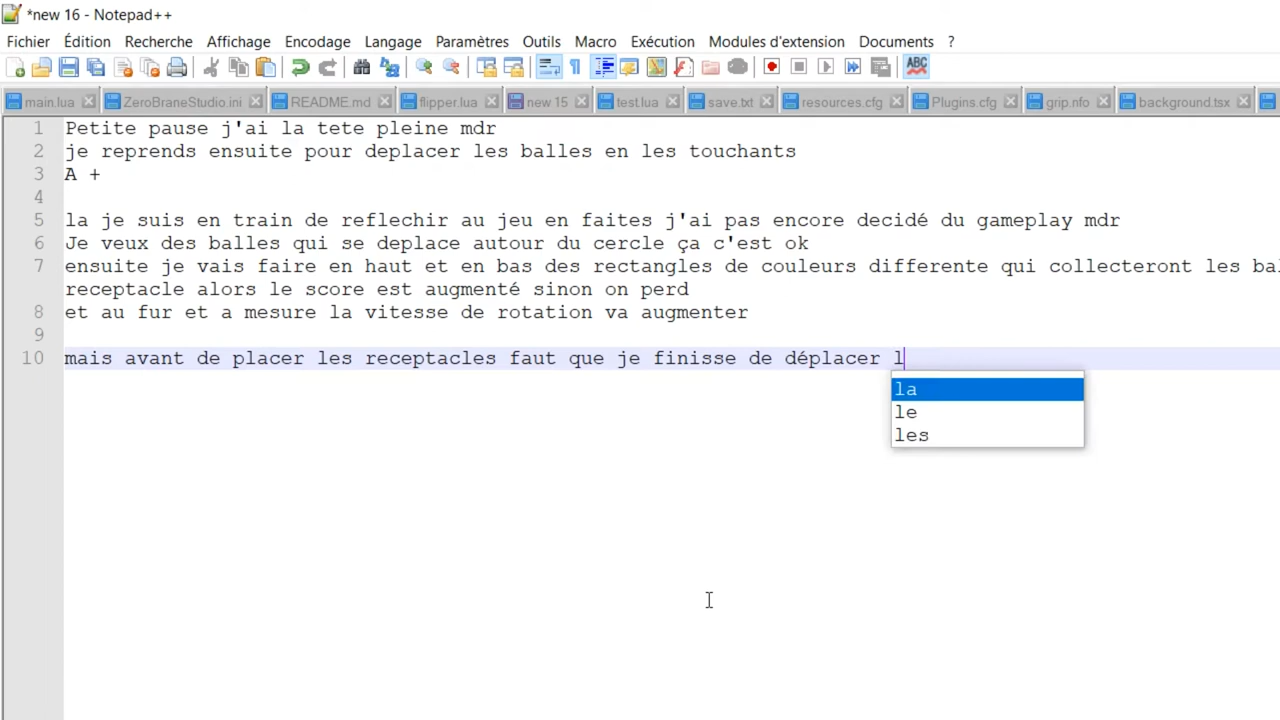 *new 16 - Notepad++
Fichier Édition Recherche Affichage Encodage Langage Paramètres Outils Macro Exécution Modules d'extension Documents ?
ABC
main.lua ZeroBraneStudio.ini README.md flipper.lua new 15 test.lua save.txt resources.cfg Plugins.cfg grip.nfo background.tsx
1 Petite pause j'ai la tete pleine mdr
2 je reprends ensuite pour deplacer les balles en les touchants
3 A +
4
5 la je suis en train de reflechir au jeu en faites j'ai pas encore decidé du gameplay mdr
6 Je veux des balles qui se deplace autour du cercle ça c'est ok
7 ensuite je vais faire en haut et en bas des rectangles de couleurs differente qui collecteront les
receptacle alors le score est augmenté sinon on perd
8 et au fur et a mesure la vitesse de rotation va augmenter
9
10 mais avant de placer les receptacles faut que je finisse de déplacer l
la
le
les